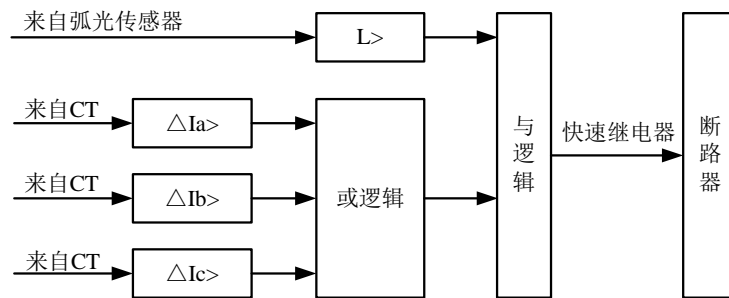 来自弧光传感器
L>
来自CT
△Ia>
来自CT
△Ib>
来自CT
△Ic>
或逻辑
与逻辑
快速继电器
断路器